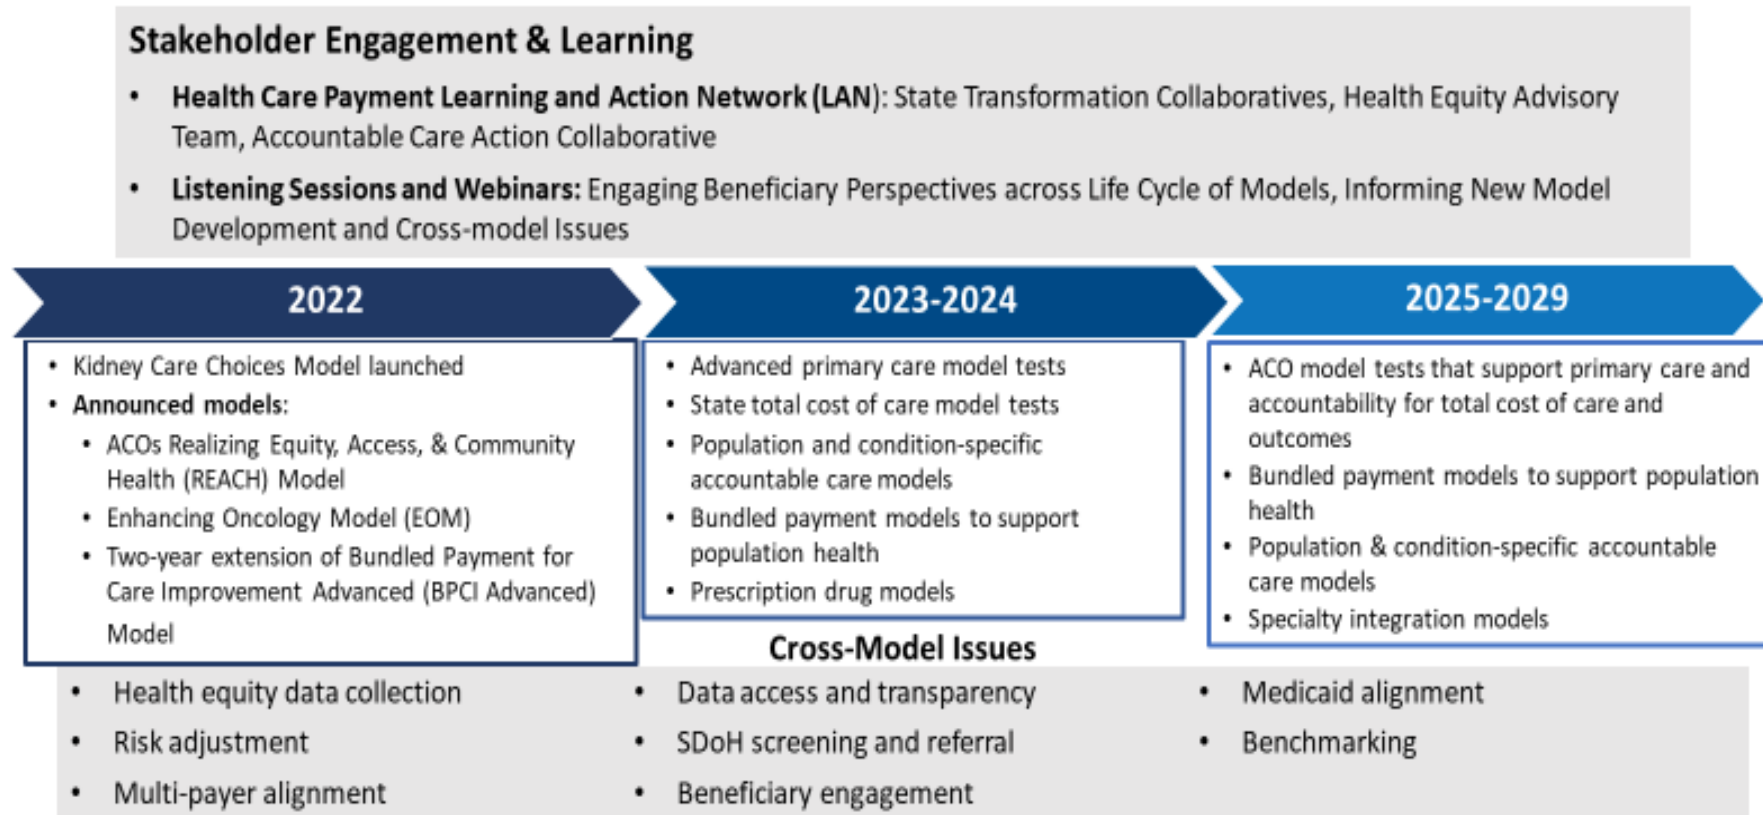 Stakeholder Engagement & Learning
• Health Care Payment Learning and Action Network (LAN): State Transformation Collaboratives, Health Equity Advisory
Team, Accountable Care Action Collaborative
• Listening Sessions and Webinars: Engaging Beneficiary Perspectives across Life Cycle of Models, Informing New Model
Development and Cross-model Issues
2022
• Kidney Care Choices Model launched
• Announced models:
• ACOs Realizing Equity, Access, & Community
Health (REACH) Model
• Enhancing Oncology Model (EOM)
• Two-year extension of Bundled Payment for
Care Improvement Advanced (BPCI Advanced)
Model
2023-2024
• Advanced primary care model tests
• State total cost of care model tests
• Population and condition-specific
accountable care models
• Bundled payment models to support
population health
• Prescription drug models
2025-2029
• ACO model tests that support primary care and
accountability for total cost of care and
outcomes
• Bundled payment models to support population
health
• Population & condition-specific accountable
care models
• Specialty integration models
Cross-Model Issues
• Health equity data collection
• Risk adjustment
• Multi-payer alignment
• Data access and transparency
• SDoH screening and referral
• Beneficiary engagement
• Medicaid alignment
• Benchmarking